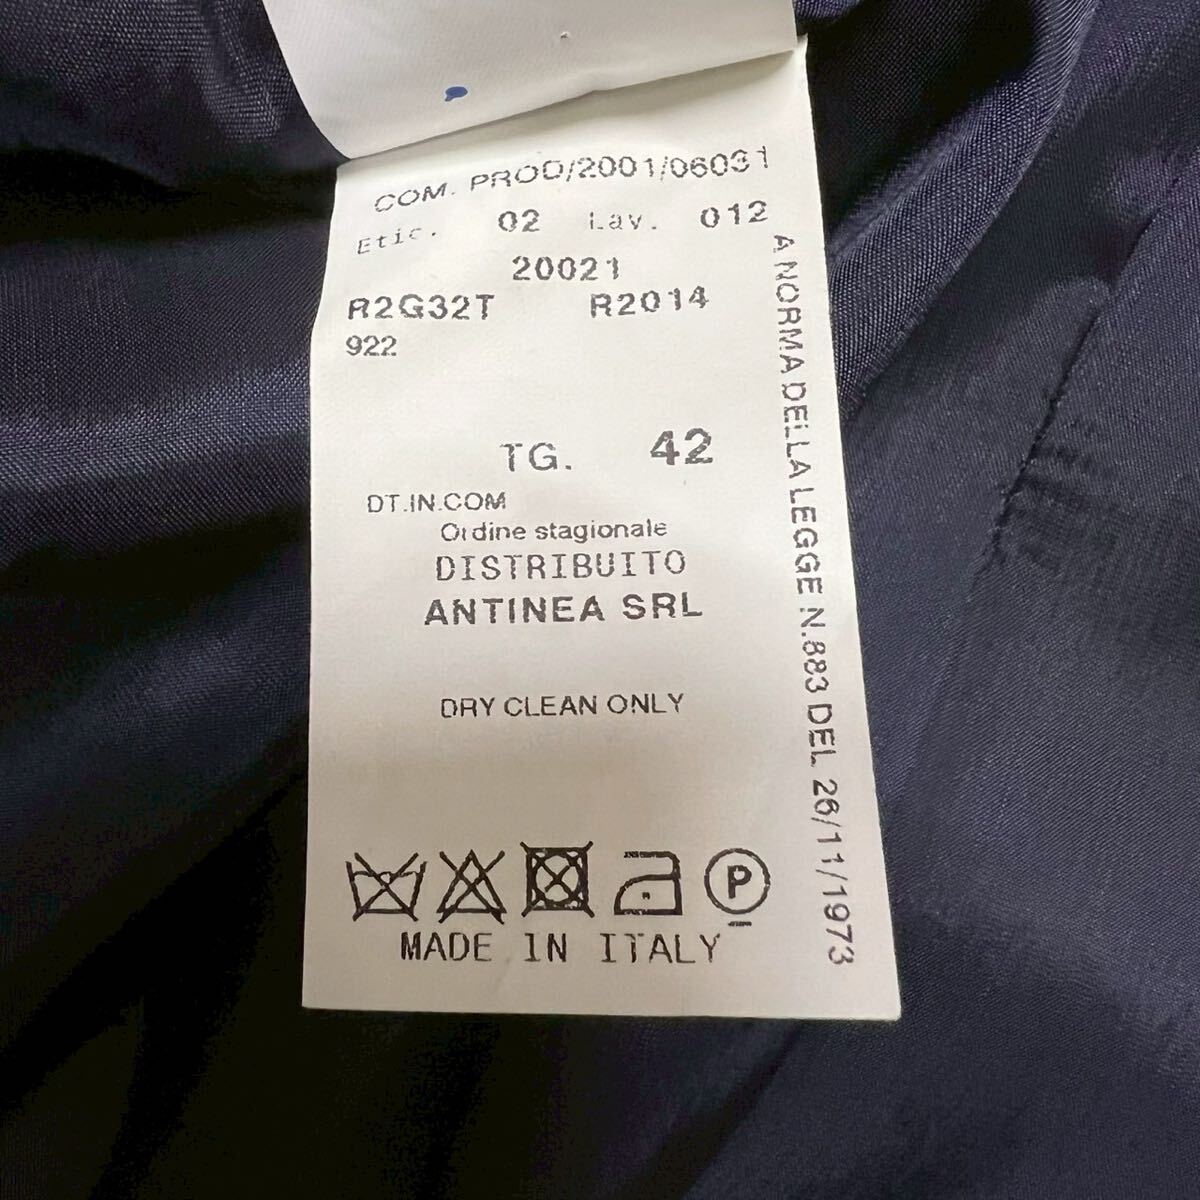 COM. PROD/2001/06031
Etic. 02 Lav. 012
20021
R2G32T R2014
922
TG. 42
DT.IN.COM
Ordine stagionale
DISTRIBUITO
ANTINEA SRL
DRY CLEAN ONLY
P
MADE IN ITALY
A NORMA DELLA LEGGE N.883 DEL 26/11/1973